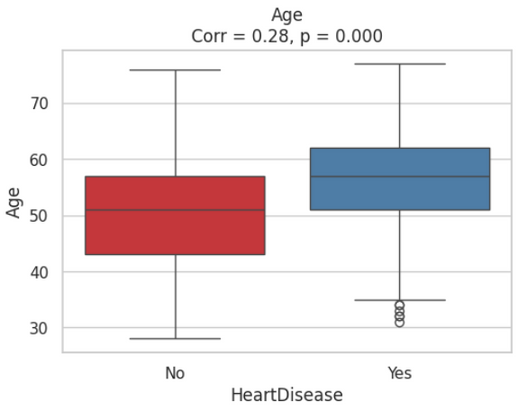 Age
Corr = 0.28, p = 0.000
Age
70
60
50
40
30
No Yes
HeartDisease